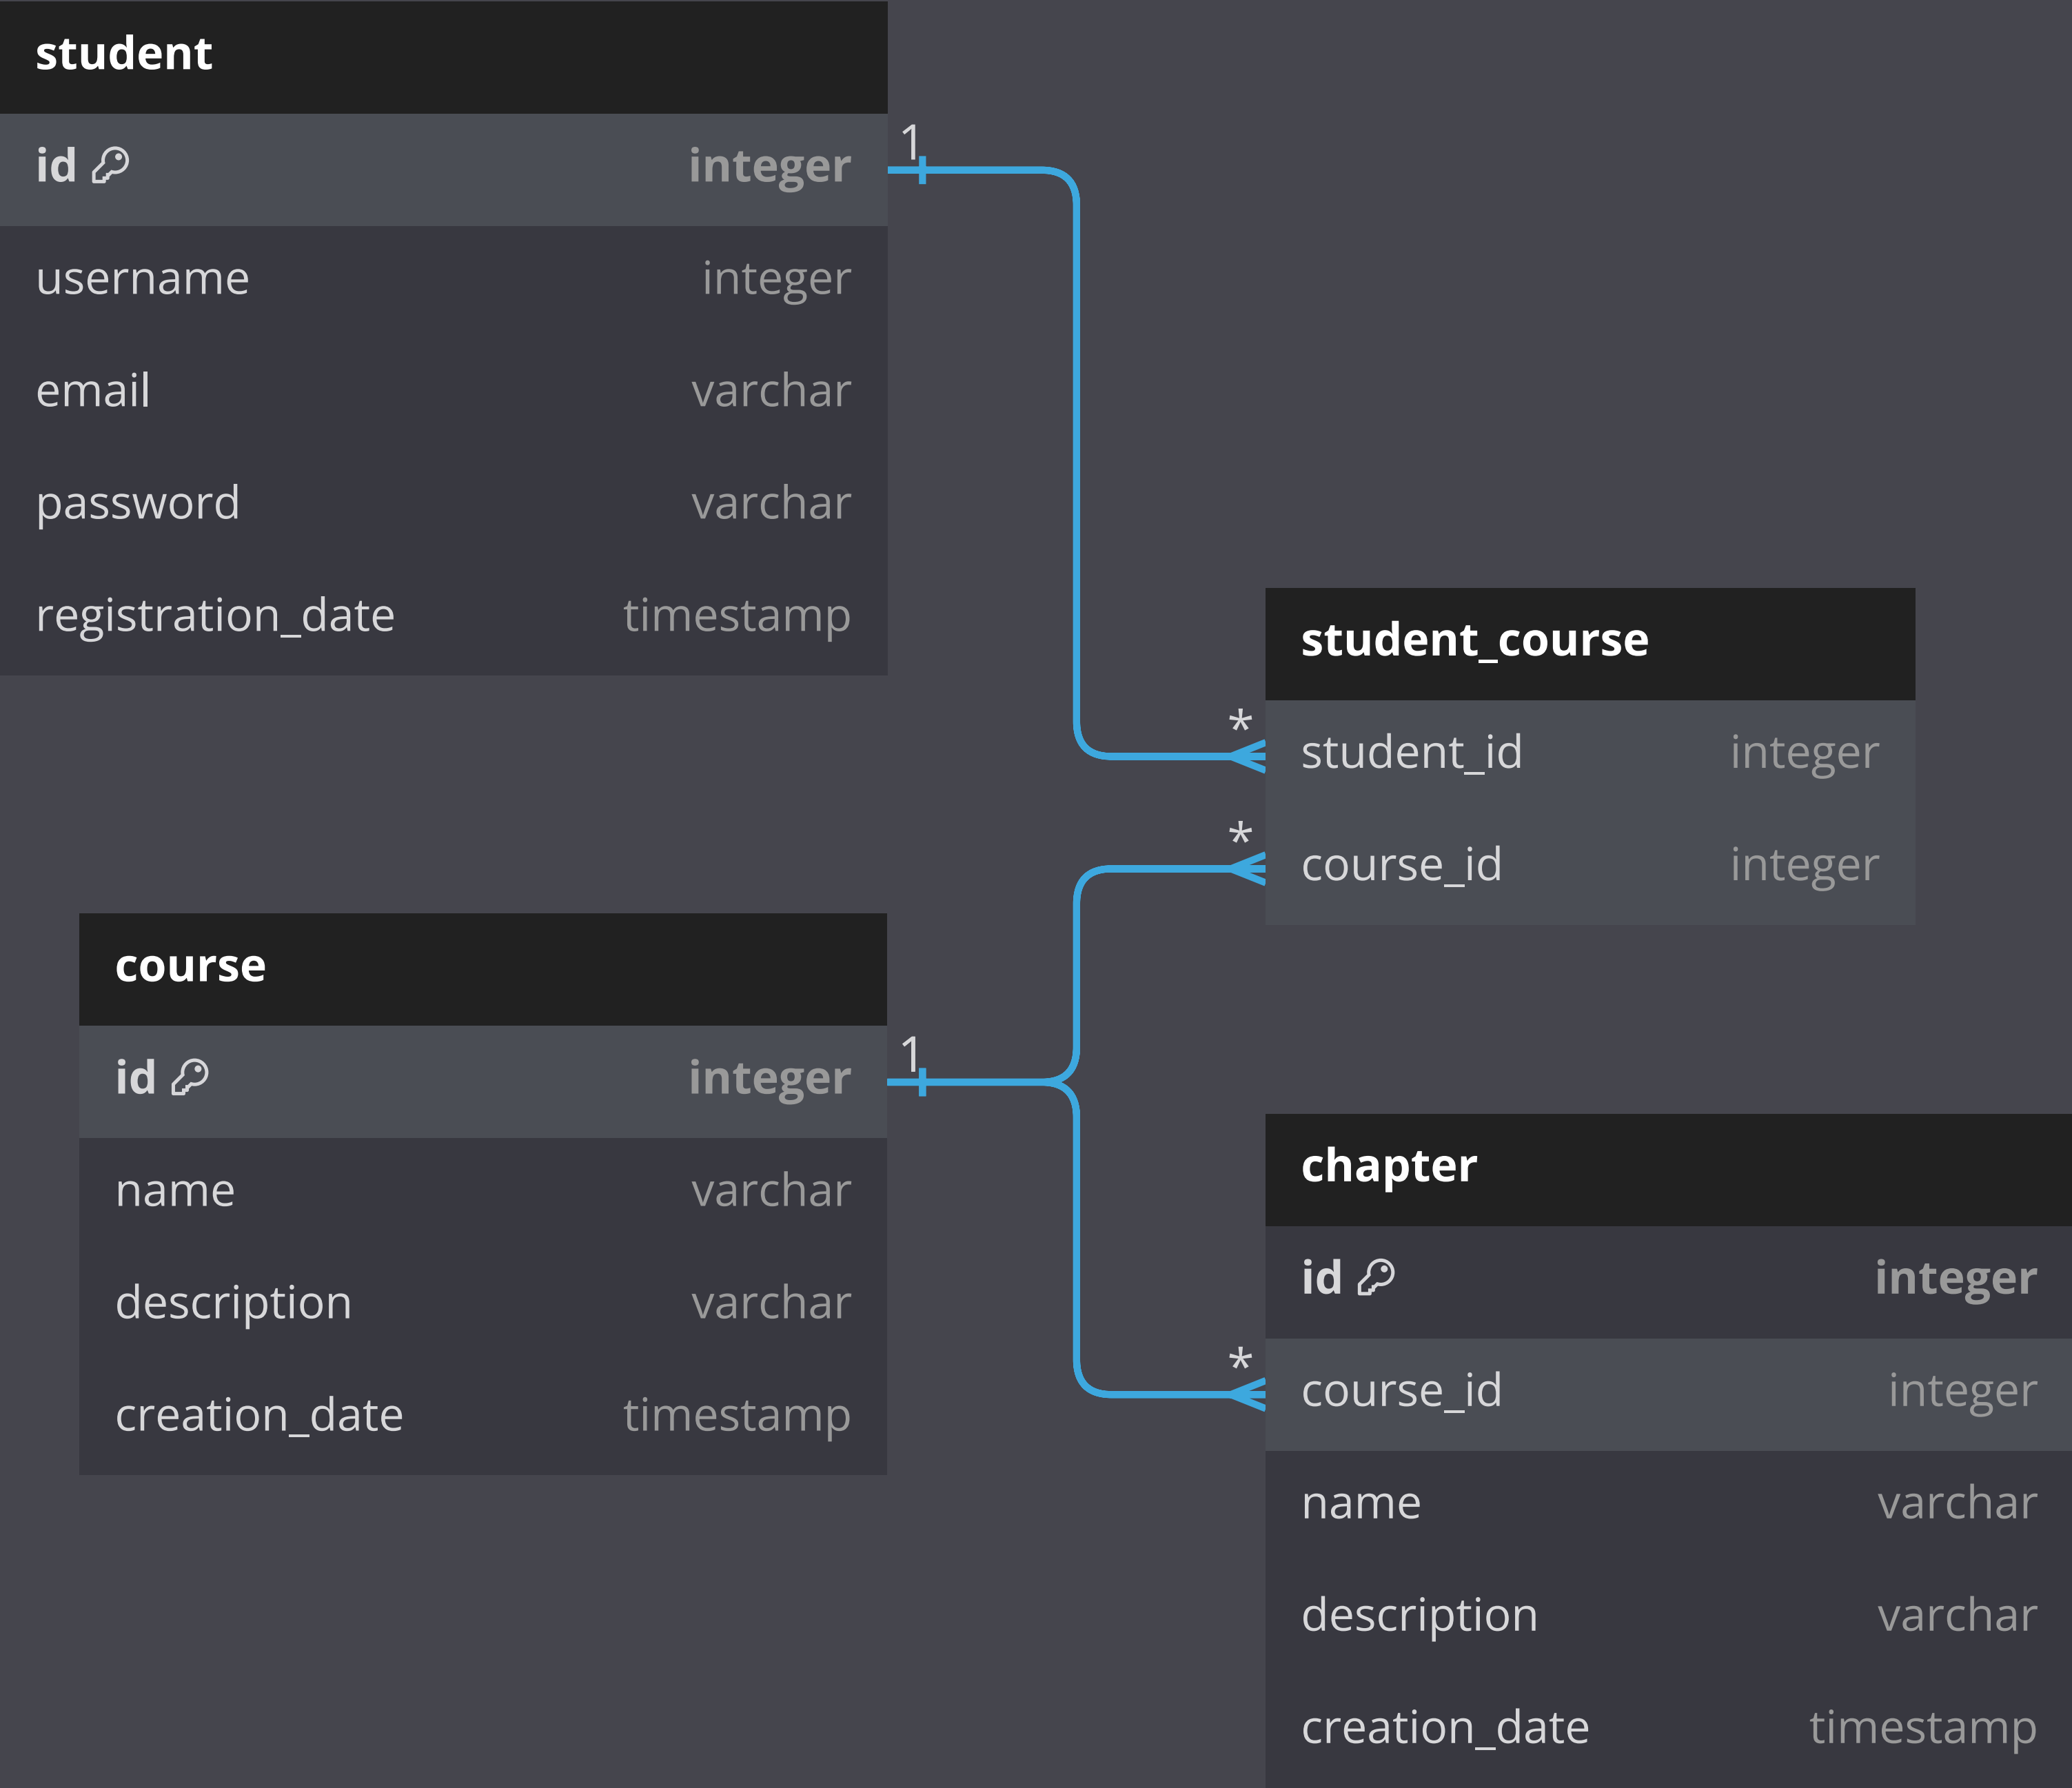 student
id integer
username integer
email varchar
password varchar
registration_date timestamp
1
*
student_course
student_id integer
course_id integer
*
course
id integer
name varchar
description varchar
creation_date timestamp
1
*
chapter
id integer
course_id integer
name varchar
description varchar
creation_date timestamp